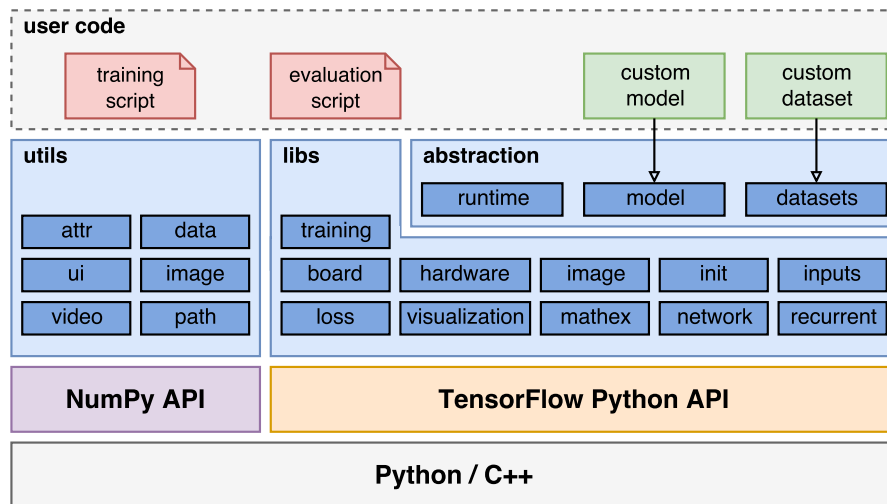 user code
training
script
evaluation
script
custom
model
custom
dataset
utils
libs
abstraction
runtime
model
datasets
attr
data
training
ui
image
board
hardware
image
init
inputs
video
path
loss
visualization
mathex
network
recurrent
NumPy API
TensorFlow Python API
Python / C++